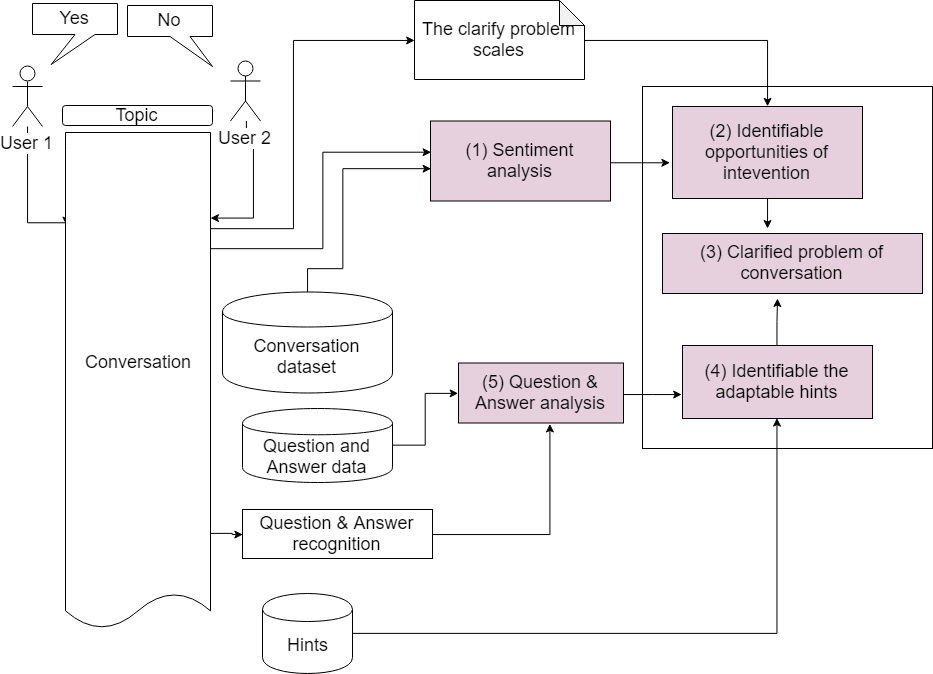 Yes
No
The clarify problem
scales
Topic
User 1
User 2
(1) Sentiment
analysis
(2) Identifiable
opportunities of
intevention
(3) Clarified problem of
conversation
Conversation
Conversation
dataset
(4) Identifiable the
adaptable hints
(5) Question &
Answer analysis
Question and
Answer data
Question & Answer
recognition
Hints